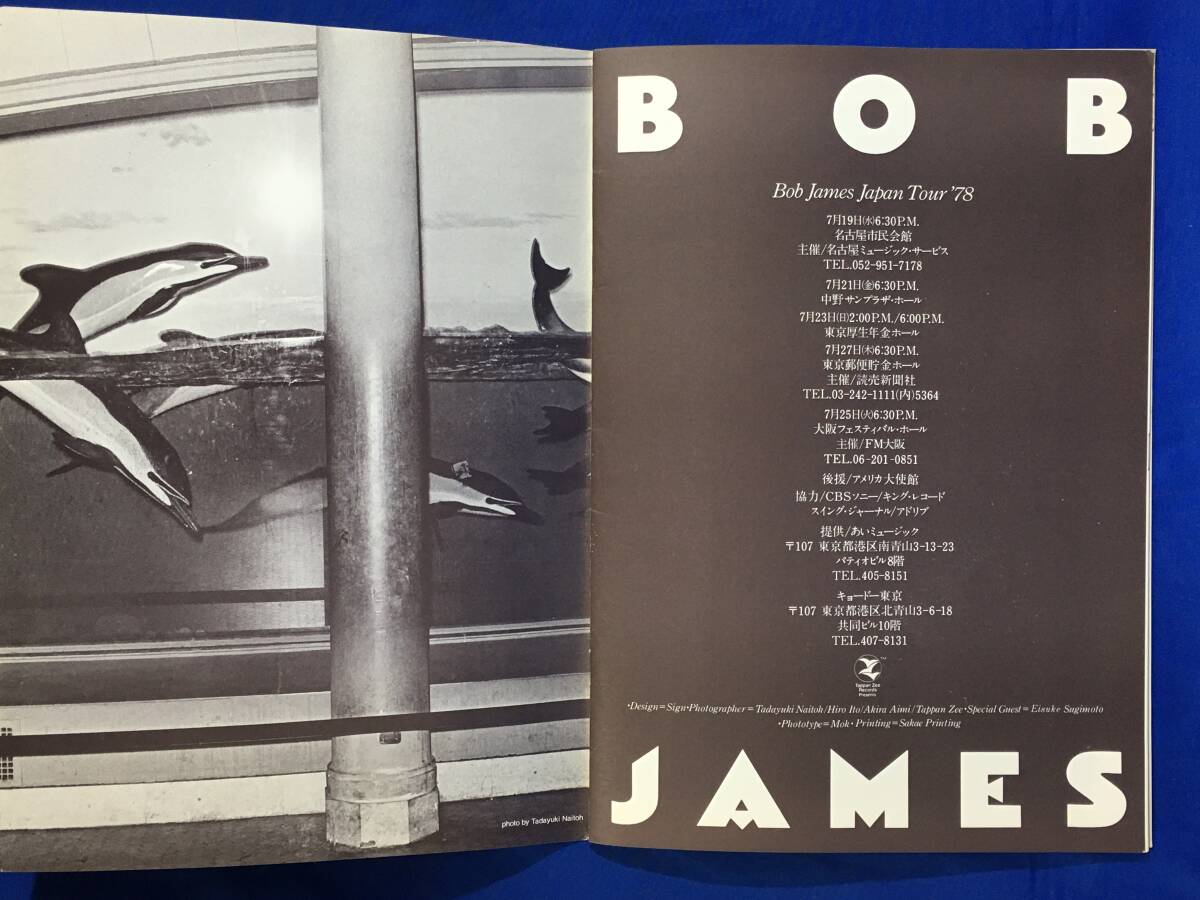 photo by Tadayuki Naitoh
BOB
Bob James Japan Tour '78
7月19日(水)6:30P.M.
名古屋市民会館
主催/名古屋ミュージック・サービス
TEL.052-951-7178
7月21日(金)6:30P.M.
中野サンプラザ・ホール
7月23日(日)2:00P.M./6:00P.M.
東京厚生年金ホール
7月27日(木)6:30P.M.
東京郵便貯金ホール
主催/読売新聞社
TEL.03-242-1111(内)5364
7月25日(火)6:30P.M.
大阪フェスティバル・ホール
主催/FM大阪
TEL.06-201-0851
後援/アメリカ大使館
協力/CBSソニー/キング・レコード
スイング・ジャーナル/アドリブ
提供/あいミュージック
〒107 東京都港区南青山3-13-23
パティオビル8階
TEL.405-8151
キョードー東京
〒107 東京都港区北青山3-6-18
共同ビル10階
TEL.407-8131
TM
Tappan Zee
Records
Presents
・Design=Sign・Photographer=Tadayuki Naitoh/Hiro Ito/Akira Aimi/Tappan Zee・Special Guest=Eisuke Sugimoto
・Phototype=Mok・Printing=Sakae Printing
JAMES